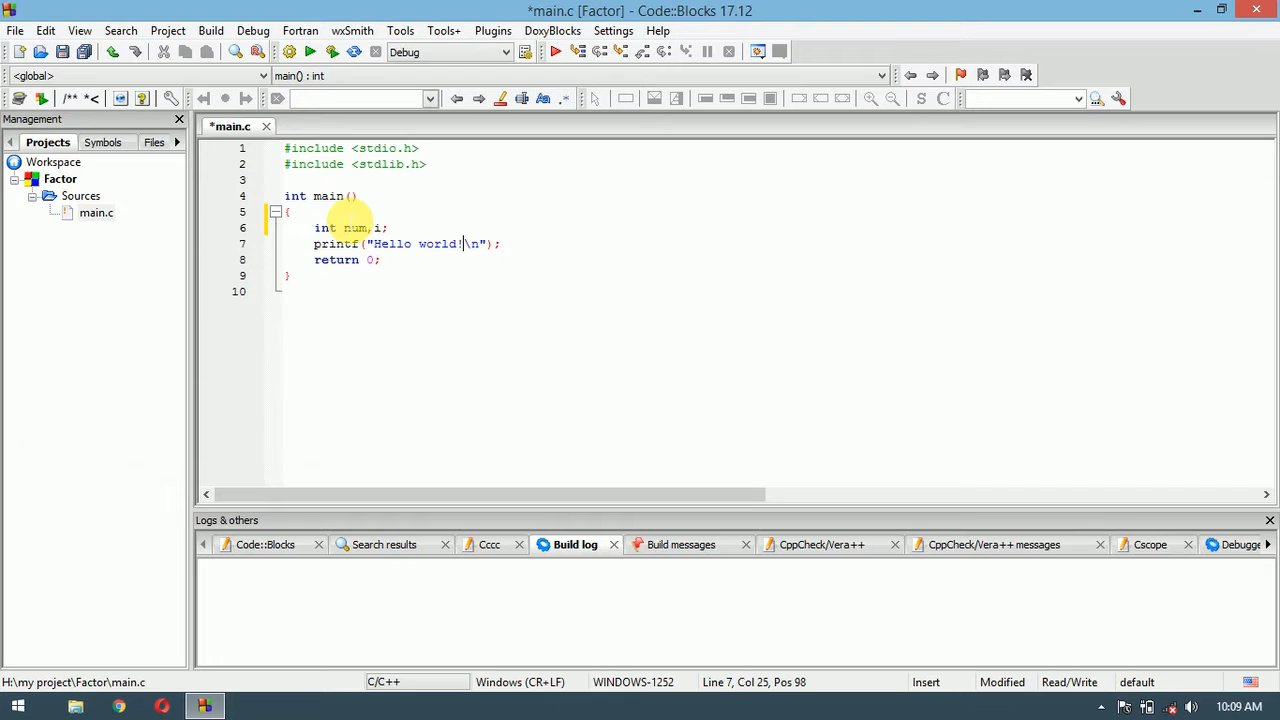 *main.c [Factor] - Code::Blocks 17.12
File Edit View Search Project Build Debug Fortran wxSmith Tools Tools+ Plugins DoxyBlocks Settings Help
Debug
<global> main() : int
/** *< Aa .* S C
Management
*main.c
Projects Symbols Files
Workspace
Factor
Sources
main.c
1 #include <stdio.h>
2 #include <stdlib.h>
3
4 int main()
5 {
6 int num,i;
7 printf("Hello world!\n");
8 return 0;
9 }
10
Logs & others
Code::Blocks Search results Cccc Build log Build messages CppCheck/Vera++ CppCheck/Vera++ messages Cscope Debugge
H:\my project\Factor\main.c C/C++ Windows (CR+LF) WINDOWS-1252 Line 7, Col 25, Pos 98 Insert Modified Read/Write default
10:09 AM